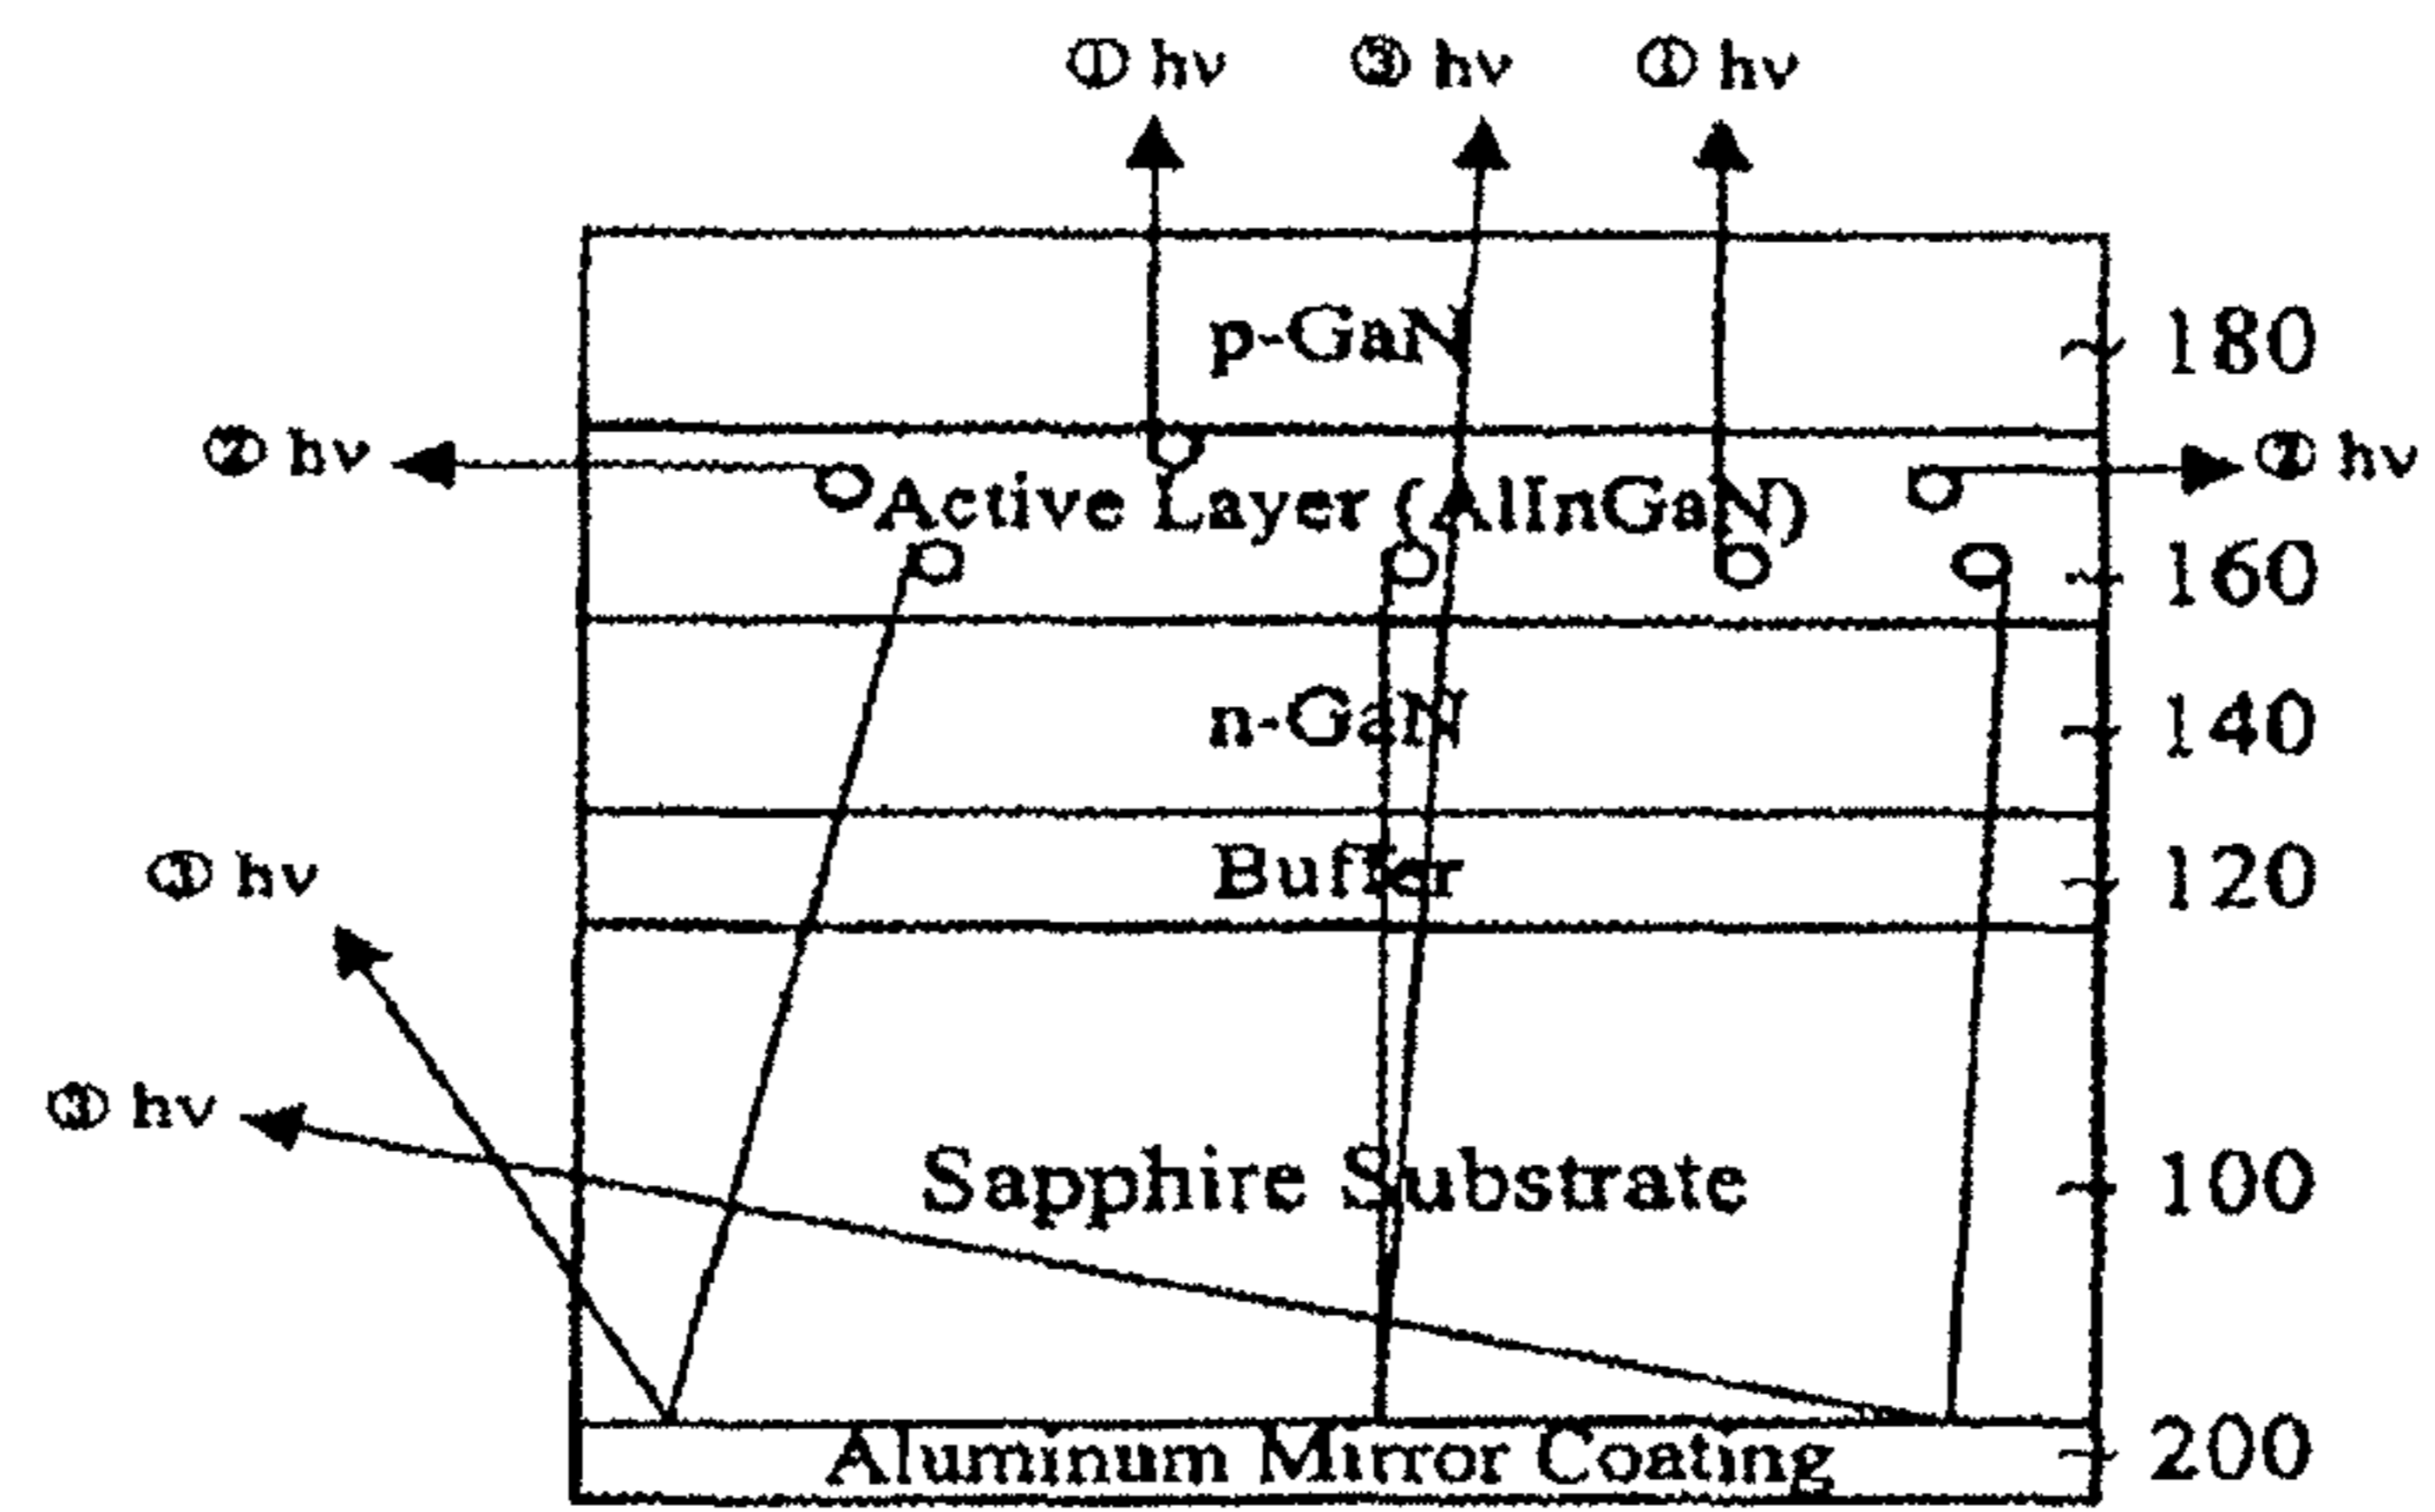 ① hν ③ hν ① hν
p-GaN 180
② hν ② hν
Active Layer (AlInGaN)
160
n-GaN 140
③ hν Buffer 120
③ hν Sapphire Substrate 100
Aluminum Mirror Coating 200